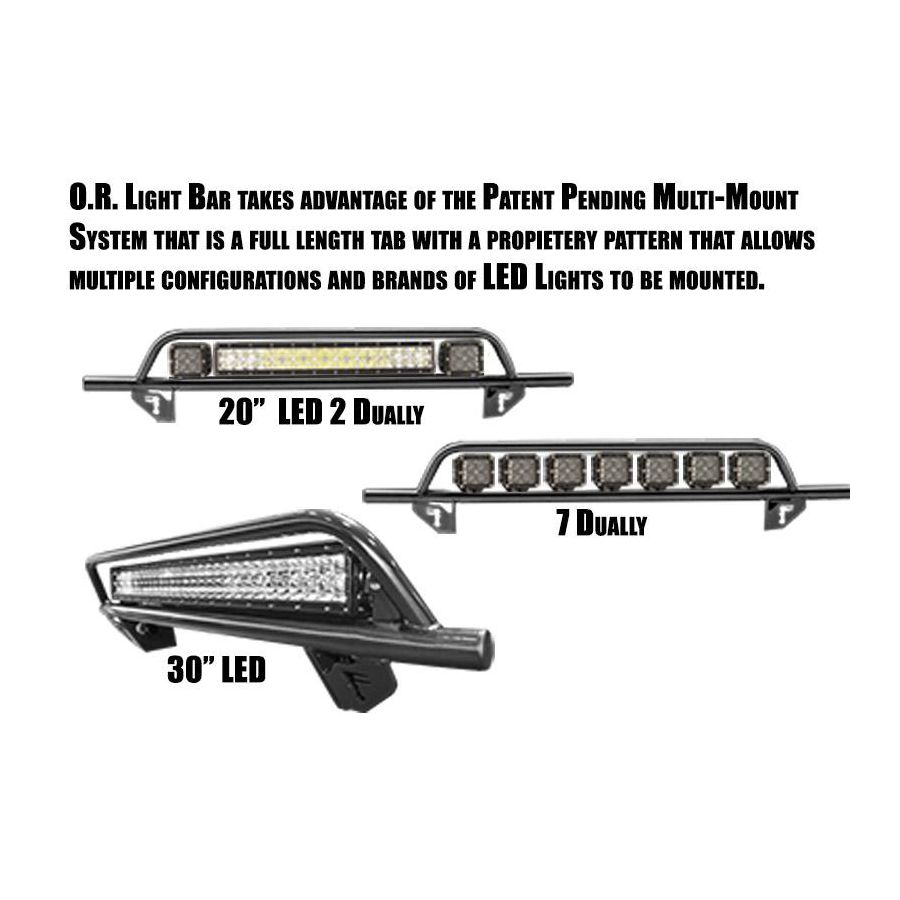 O.R. Light Bar takes advantage of the Patent Pending Multi-Mount
System that is a full length tab with a propietery pattern that allows
multiple configurations and brands of LED Lights to be mounted.
20” LED 2 Dually
7 Dually
30” LED